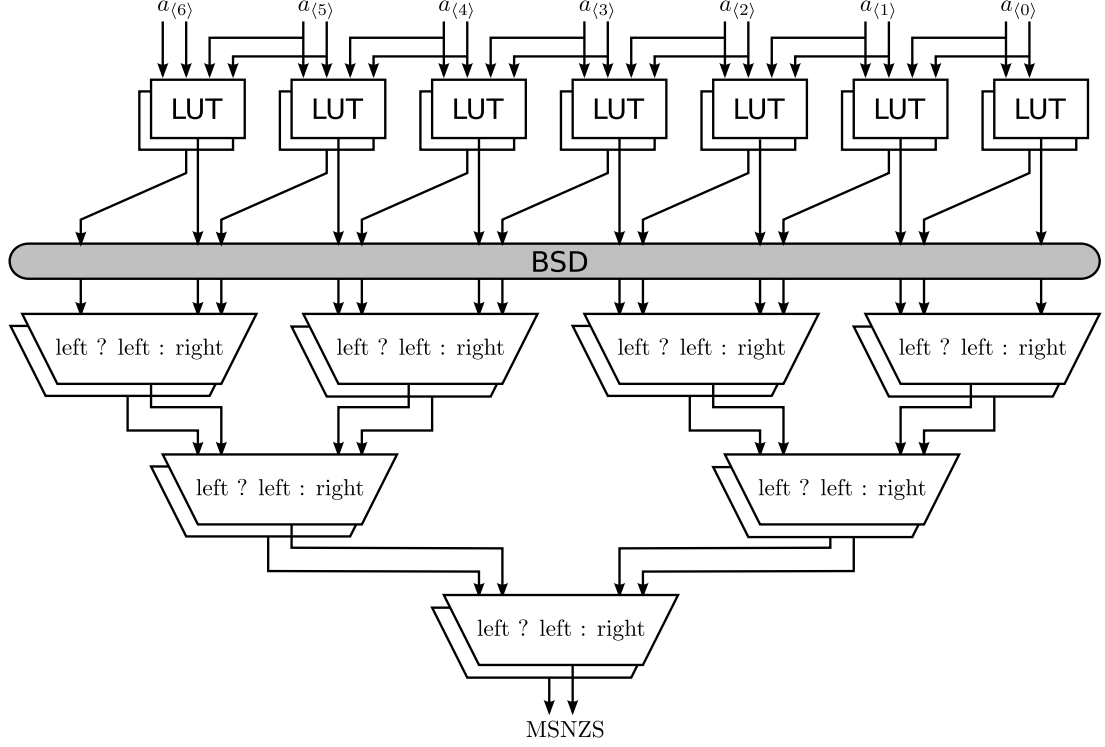 a⟨6⟩ a⟨5⟩ a⟨4⟩ a⟨3⟩ a⟨2⟩ a⟨1⟩ a⟨0⟩
LUT LUT LUT LUT LUT LUT LUT
BSD
left ? left : right left ? left : right left ? left : right left ? left : right
left ? left : right left ? left : right
left ? left : right
MSNZS